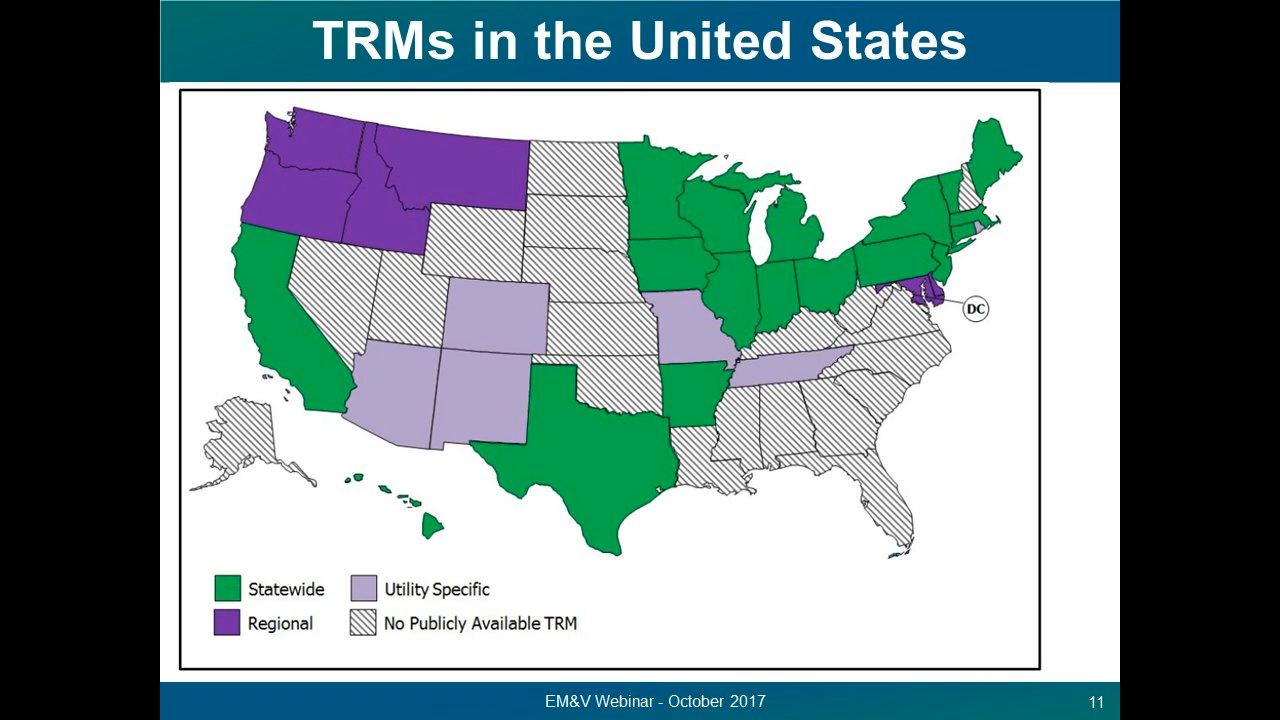 TRMs in the United States
DC
Statewide
Utility Specific
Regional
No Publicly Available TRM
EM&V Webinar - October 2017
11